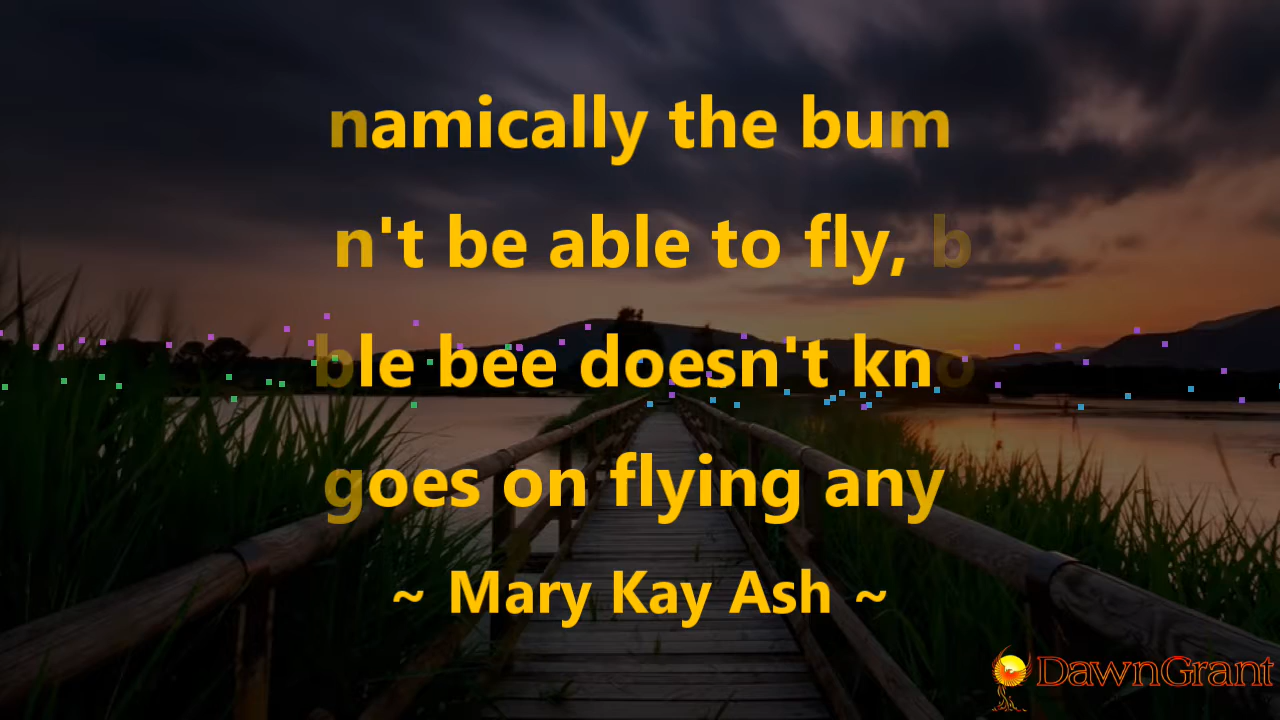 namically the bum
n't be able to fly, b
ble bee doesn't kno
goes on flying any
~ Mary Kay Ash ~
DawnGrant